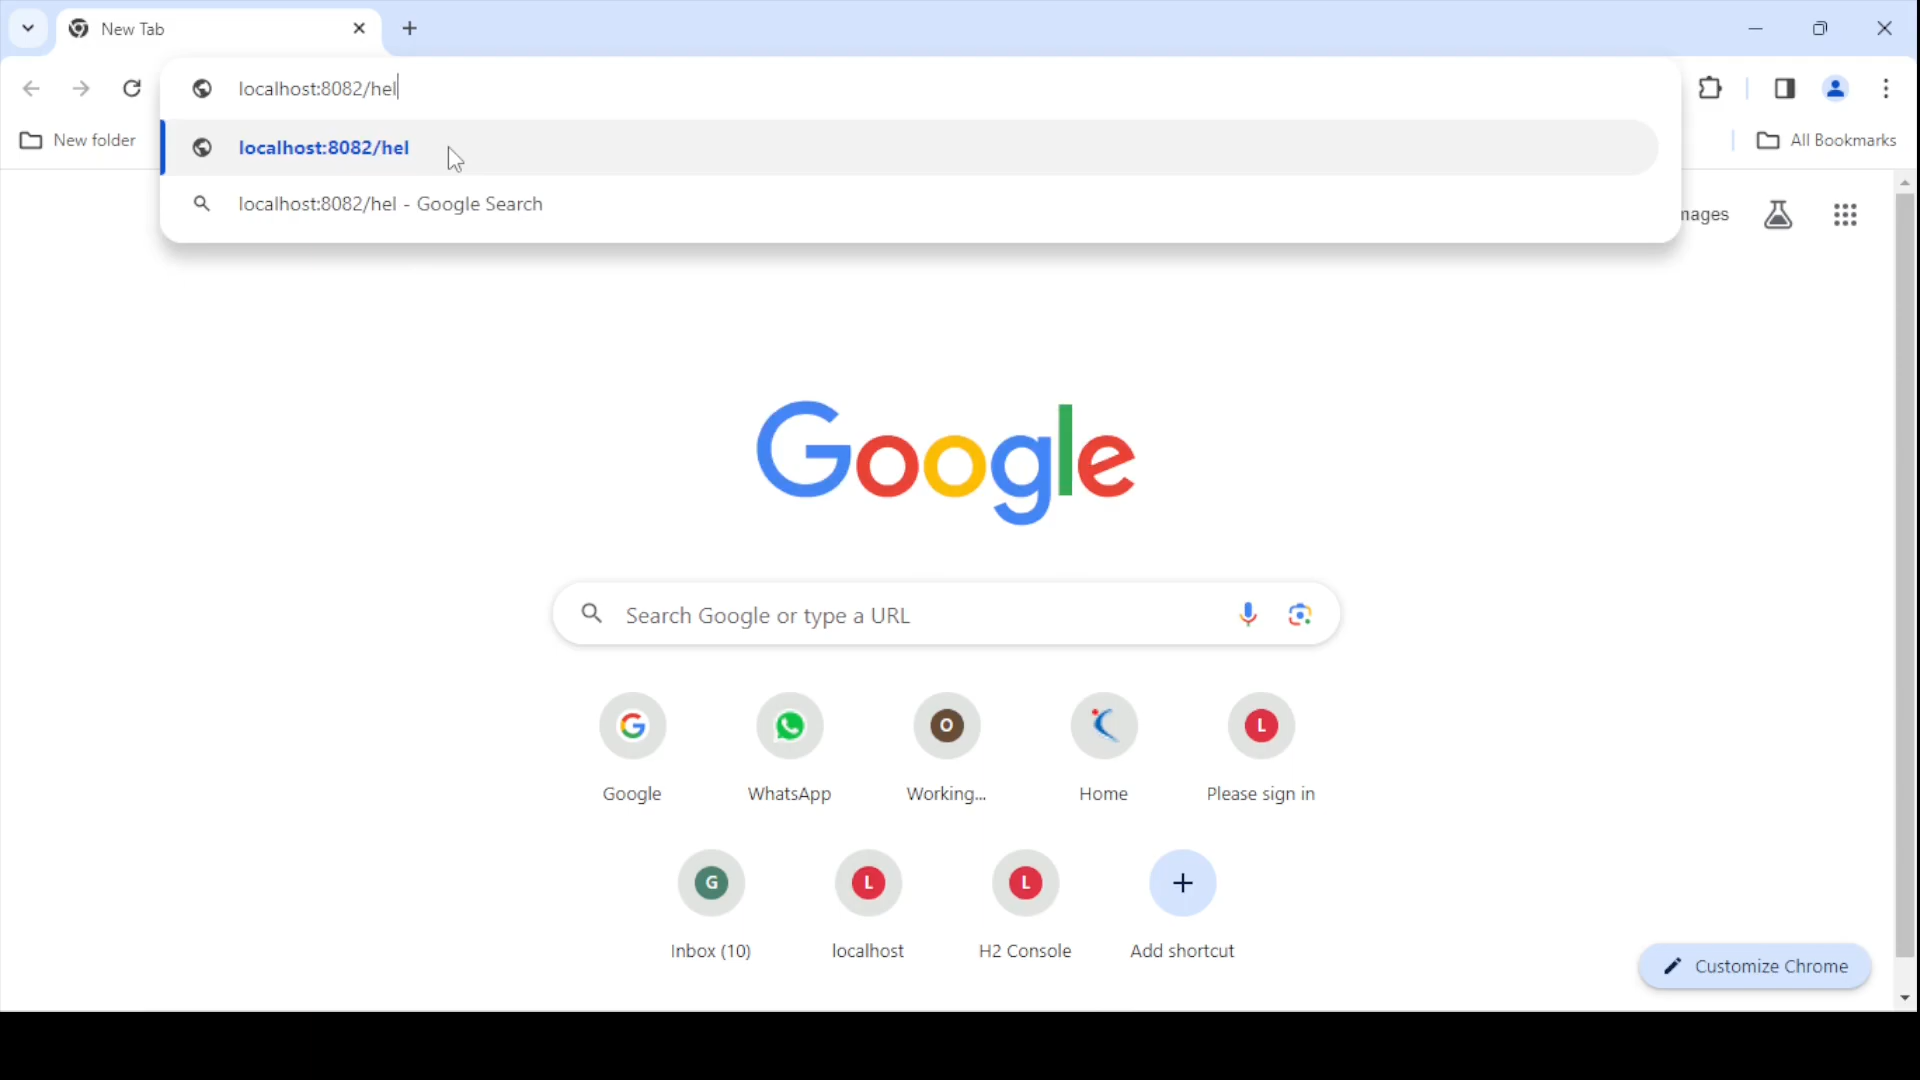 New Tab
localhost:8082/hel
New folder
localhost:8082/hel
All Bookmarks
localhost:8082/hel - Google Search
mages
Google
Search Google or type a URL
G
O
L
Google
WhatsApp
Working...
Home
Please sign in
G
L
L
Inbox (10)
localhost
H2 Console
Add shortcut
Customize Chrome